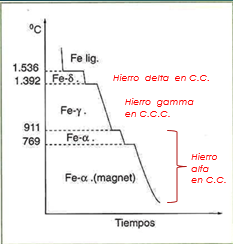 ºC
Fe liq.
1.536
Fe-δ.
Hierro delta en C.C.
1.392
Hierro gamma
en C.C.C.
Fe-γ.
911
Fe-α.
769
Hierro
alfa
en C.C.
Fe-α.(magnet)
Tiempos